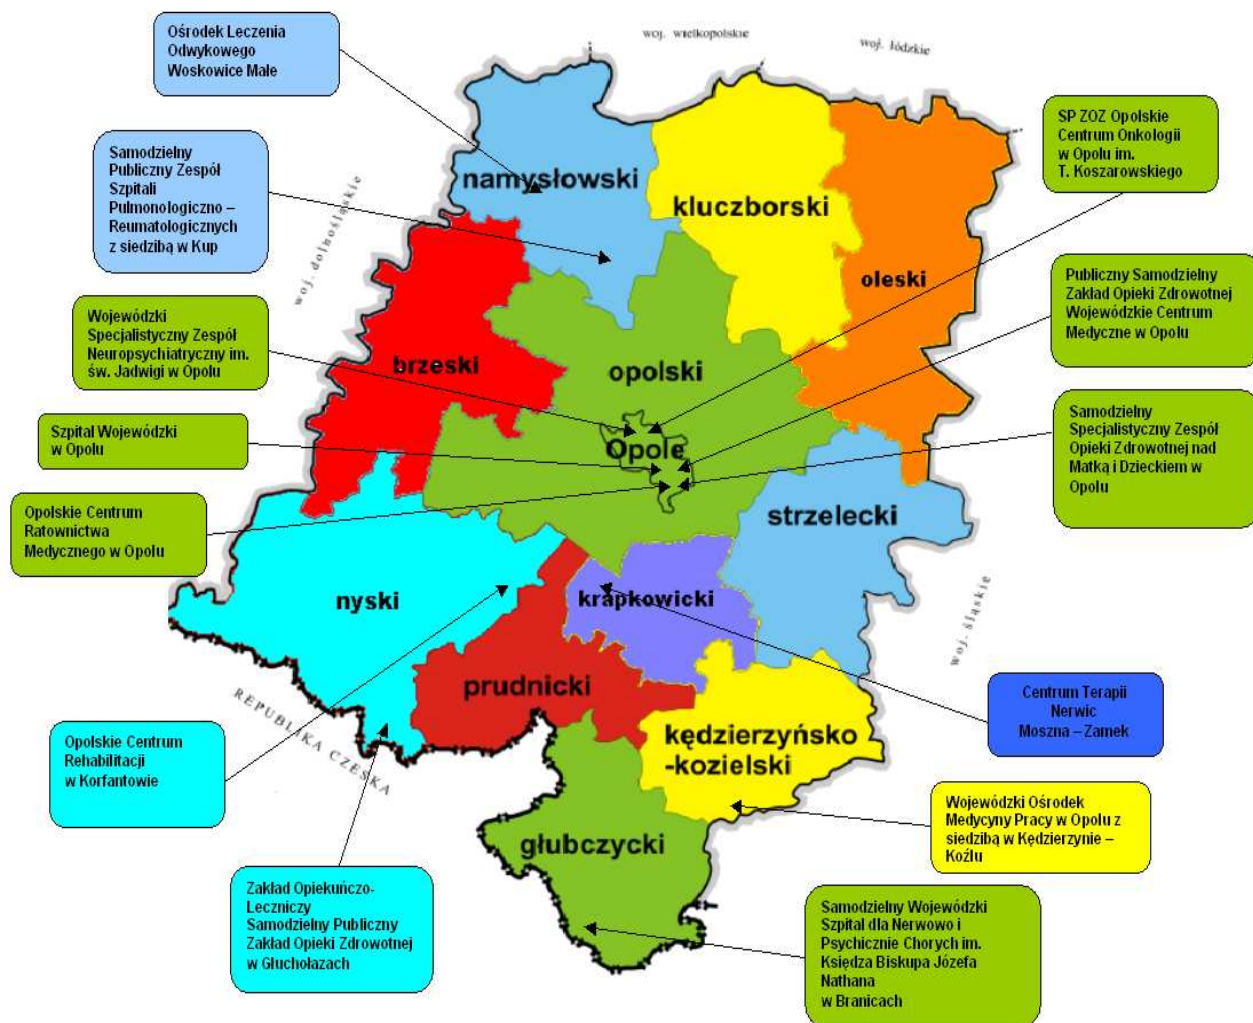 Ośrodek Leczenia
Odwykowego
Woskowice Małe
woj. wielkopolskie
woj. łódzkie
SP ZOZ Opolskie
Centrum Onkologii
w Opolu im.
T. Koszarowskiego
Samodzielny
Publiczny Zespół
Szpitali
Pulmonologiczno –
Reumatologicznych
z siedzibą w Kup
namysłowski
kluczborski
woj. dolnośląskie
oleski
Publiczny Samodzielny
Zakład Opieki Zdrowotnej
Wojewódzkie Centrum
Medyczne w Opolu
Wojewódzki
Specjalistyczny Zespół
Neuropsychiatryczny im.
św. Jadwigi w Opolu
brzeski
opolski
Szpital Wojewódzki
w Opolu
Opole
Samodzielny
Specjalistyczny Zespół
Opieki Zdrowotnej nad
Matką i Dzieckiem w
Opolu
Opolskie Centrum
Ratownictwa
Medycznego w Opolu
strzelecki
nyski
krapkowicki
woj. śląskie
prudnicki
REPUBLIKA CZESKA
Centrum Terapii
Nerwic
Moszna – Zamek
Opolskie Centrum
Rehabilitacji
w Korfantowie
kędzierzyńsko
-kozielski
Wojewódzki Ośrodek
Medycyny Pracy w Opolu z
siedzibą w Kędzierzynie –
Koźlu
głubczycki
Zakład Opiekuńczo-
Leczniczy
Samodzielny Publiczny
Zakład Opieki Zdrowotnej
w Głuchołazach
Samodzielny Wojewódzki
Szpital dla Nerwowo i
Psychicznie Chorych im.
Księdza Biskupa Józefa
Nathana
w Branicach